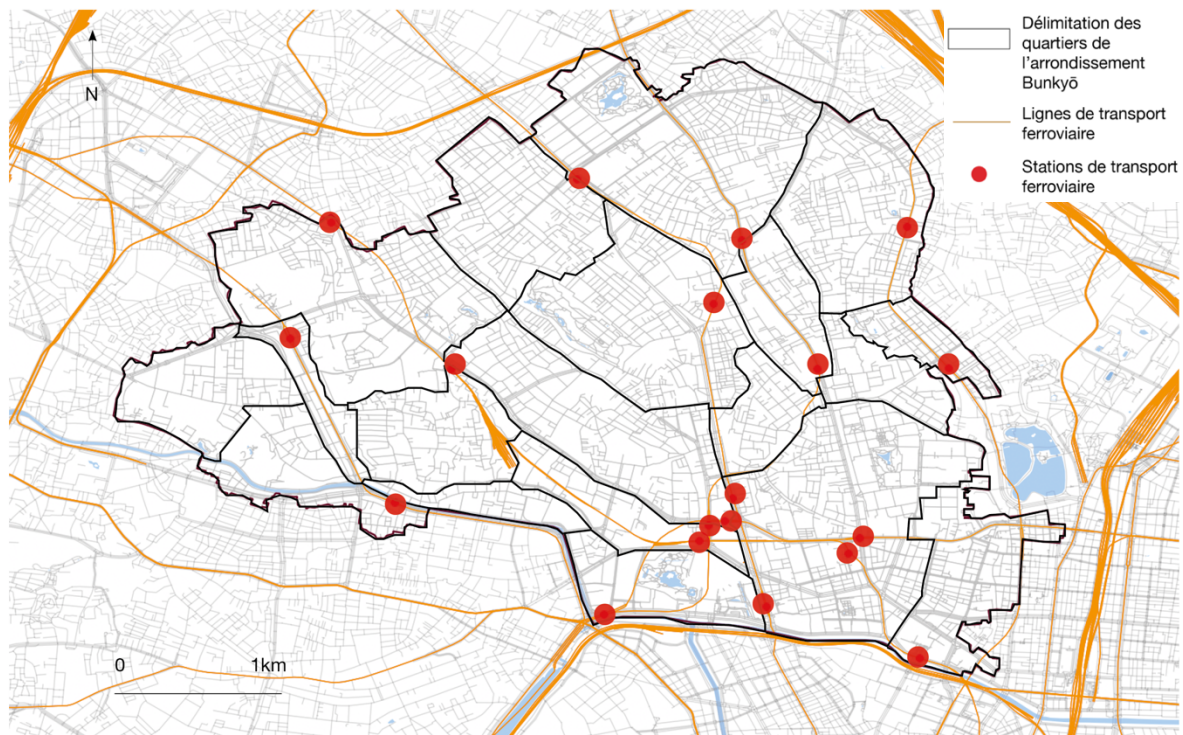 Délimitation des
quartiers de
l'arrondissement
Bunkyō
Lignes de transport
ferroviaire
Stations de transport
ferroviaire
N
0 1km